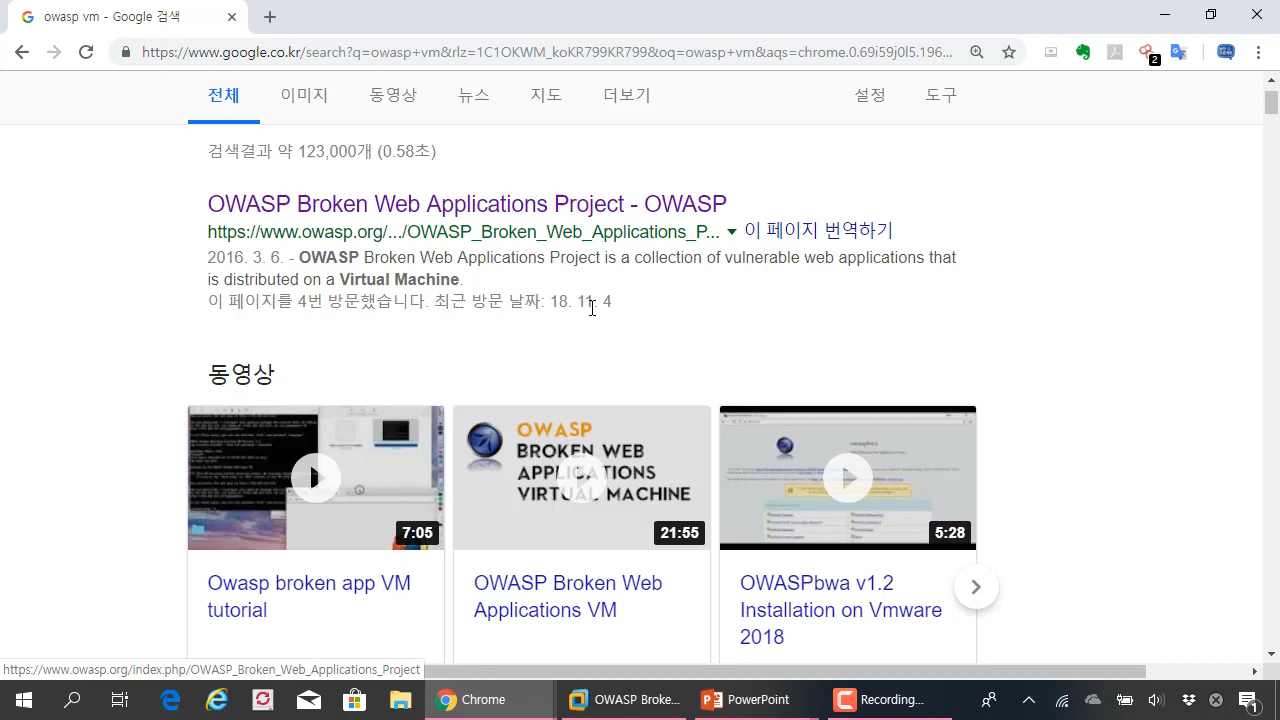 owasp vm - Google 검색
https://www.google.co.kr/search?q=owasp+vm&rlz=1C1OKWM_koKR799KR799&oq=owasp+vm&aqs=chrome.0.69i59j0l5.196...
2
전체 이미지 동영상 뉴스 지도 더보기 설정 도구
검색결과 약 123,000개 (0.58초)
OWASP Broken Web Applications Project - OWASP
https://www.owasp.org/.../OWASP_Broken_Web_Applications_P... 이 페이지 번역하기
2016. 3. 6. - OWASP Broken Web Applications Project is a collection of vulnerable web applications that
is distributed on a Virtual Machine.
이 페이지를 4번 방문했습니다. 최근 방문 날짜: 18. 11. 4
동영상
OWASP
BROKEN WEB
APPLICATIONS
VIRTUAL MACHINE
7:05
21:55
5:28
Owasp broken app VM
tutorial
OWASP Broken Web
Applications VM
OWASPbwa v1.2
Installation on Vmware
2018
https://www.owasp.org/index.php/OWASP_Broken_Web_Applications_Project
Chrome OWASP Broke... PowerPoint Recording... 1